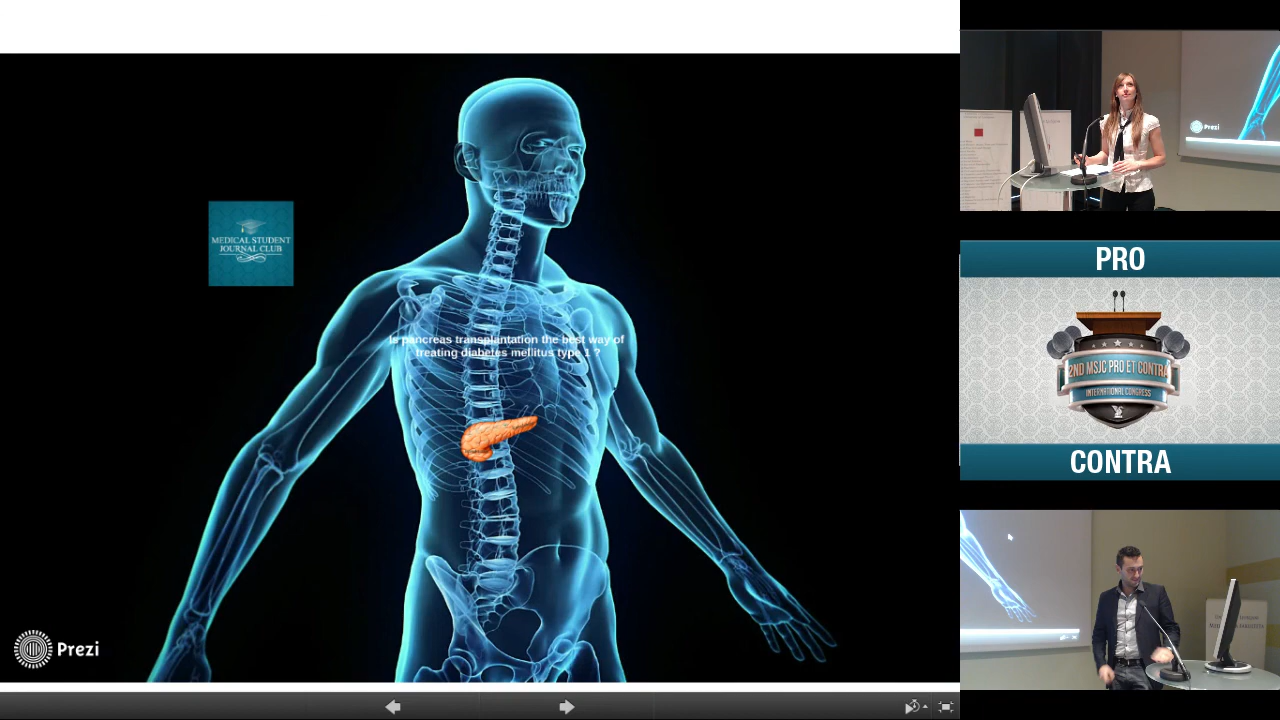 MEDICAL STUDENT
JOURNAL CLUB
Is pancreas transplantation the best way of
treating diabetes mellitus type 1 ?
Prezi
Prezi
PRO
2ND MSJC PRO ET CONTRA
INTERNATIONAL CONGRESS
CONTRA